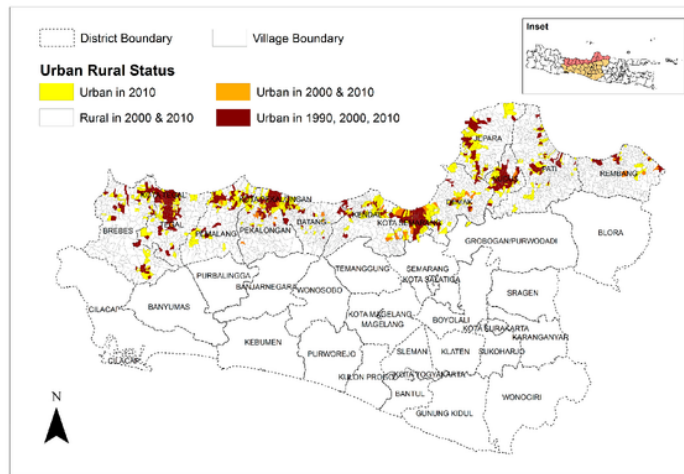 District Boundary
Village Boundary
Inset
Urban Rural Status
Urban in 2010
Urban in 2000 & 2010
Rural in 2000 & 2010
Urban in 1990, 2000, 2010
JEPARA
PATI
REMBANG
BREBES
TEGAL
PEMALANG
PEKALONGAN
BATANG
KENDAL
KOTA SEMARANG
DEMAK
GROBOGAN/PURWODADI
BLORA
PURBALINGGA
BANJARNEGARA
WONOSOBO
TEMANGGUNG
SEMARANG
KOTA SALATIGA
SRAGEN
CILACAP
BANYUMAS
KOTA MAGELANG
MAGELANG
BOYOLALI
KOTA SURAKARTA
KARANGANYAR
KEBUMEN
PURWOREJO
SLEMAN
KLATEN
SUKOHARJO
CILACAP
KULON PROGO
KOTA YOGYAKARTA
BANTUL
GUNUNG KIDUL
WONOGIRI
N